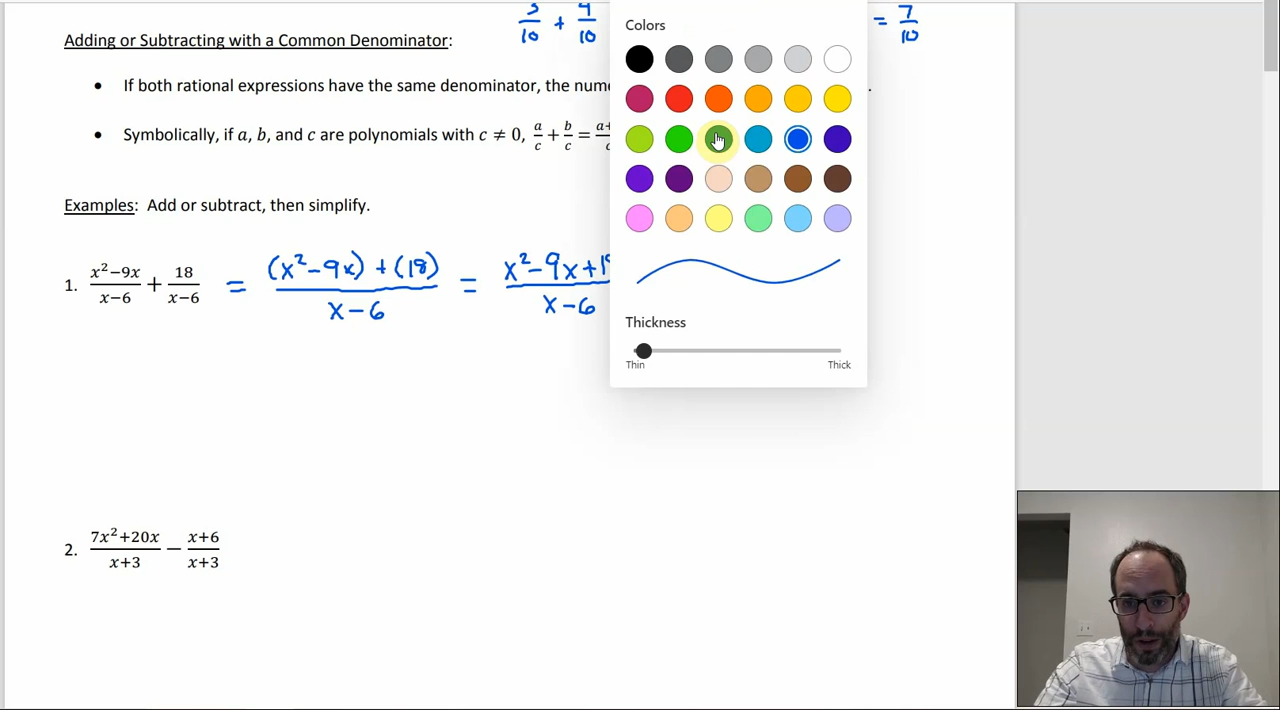 3/10 + 4/10 = 7/10
Adding or Subtracting with a Common Denominator:
• If both rational expressions have the same denominator, the
• Symbolically, if a, b, and c are polynomials with c ≠ 0, a/c + b/c =
Examples: Add or subtract, then simplify.
1. x²−9x/x−6 + 18/x−6 = (x²−9x)+(18)/x−6 = x²−9x+/x−6
2. 7x²+20x/x+3 − x+6/x+3
Colors
Thickness
Thin Thick